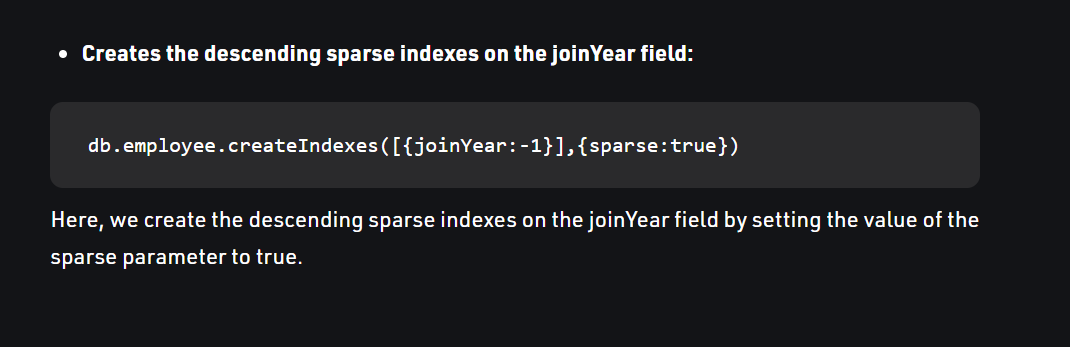 • Creates the descending sparse indexes on the joinYear field:
db.employee.createIndexes([{joinYear:-1}],{sparse:true})
Here, we create the descending sparse indexes on the joinYear field by setting the value of the
sparse parameter to true.